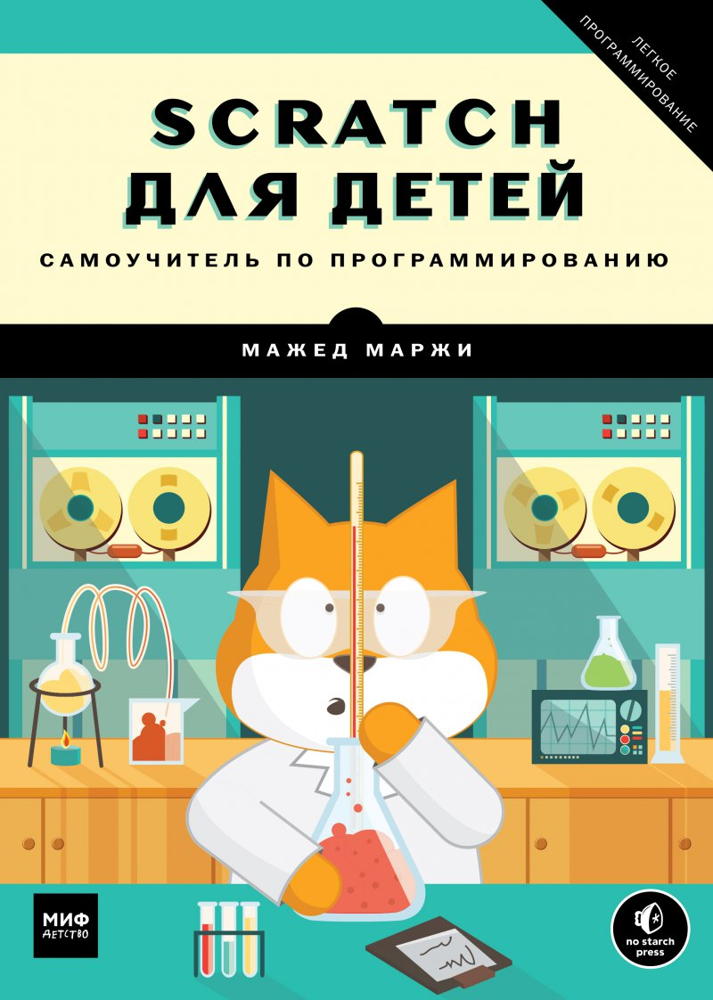 ЛЕГКОЕ
ПРОГРАММИРОВАНИЕ
SCRATCH
ДЛЯ ДЕТЕЙ
САМОУЧИТЕЛЬ ПО ПРОГРАММИРОВАНИЮ
МАЖЕД МАРЖИ
МИФ
ДЕТСТВО
no starch
press